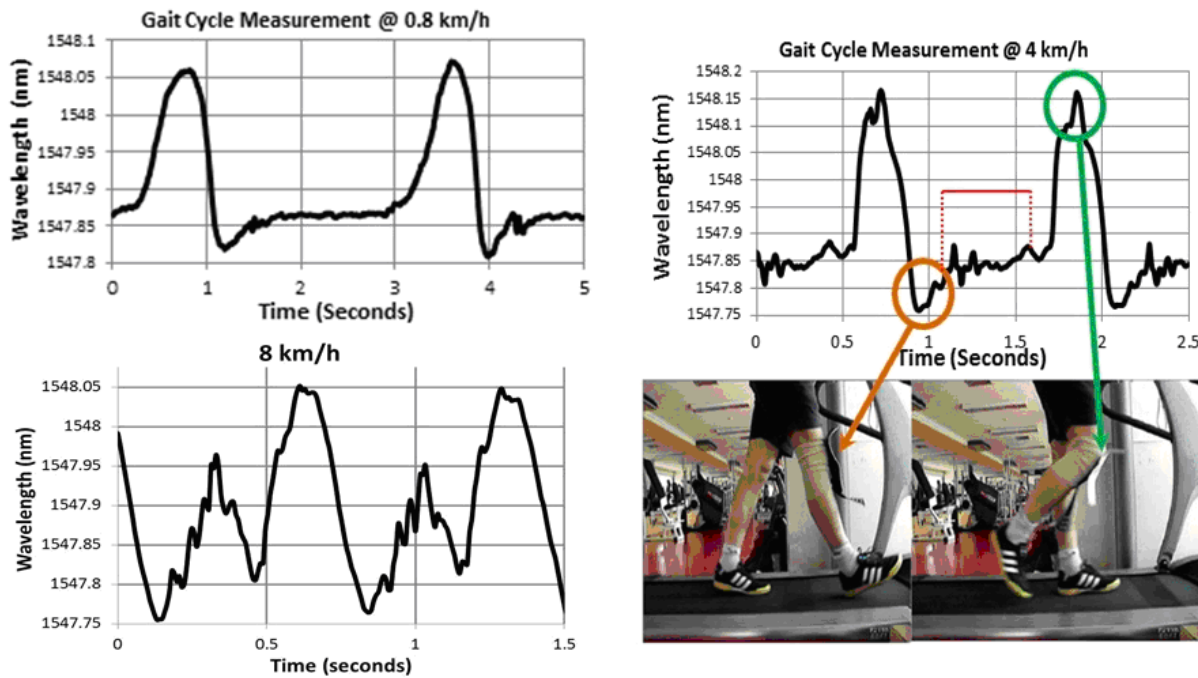 Gait Cycle Measurement @ 0.8 km/h
Wavelength (nm)
1548.1
1548.05
1548
1547.95
1547.9
1547.85
1547.8
0 1 2 3 4 5
Time (Seconds)
Gait Cycle Measurement @ 4 km/h
Wavelength (nm)
1548.2
1548.15
1548.1
1548.05
1548
1547.95
1547.9
1547.85
1547.8
1547.75
0 0.5 1 1.5 2 2.5
Time (Seconds)
8 km/h
Wavelength (nm)
1548.05
1548
1547.95
1547.9
1547.85
1547.8
1547.75
0 0.5 1 1.5
Time (seconds)